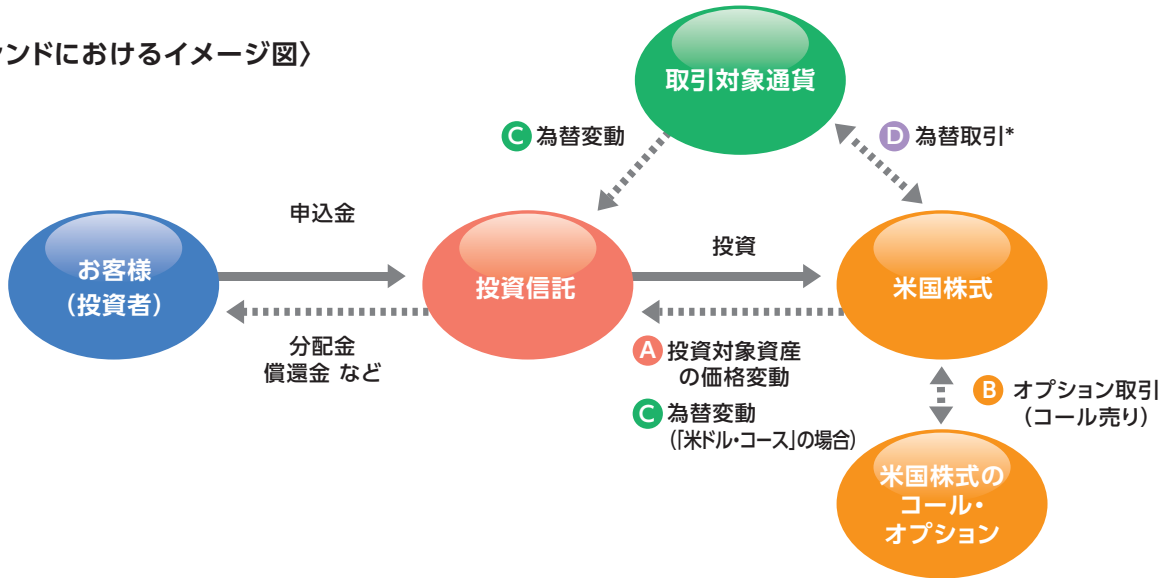 ンドにおけるイメージ図〉
取引対象通貨
C 為替変動
D 為替取引*
お客様
（投資者）
申込金
投資信託
投資
米国株式
分配金
償還金 など
A 投資対象資産
の価格変動
C 為替変動
（「米ドル・コース」の場合）
B オプション取引
（コール売り）
米国株式の
コール・
オプション